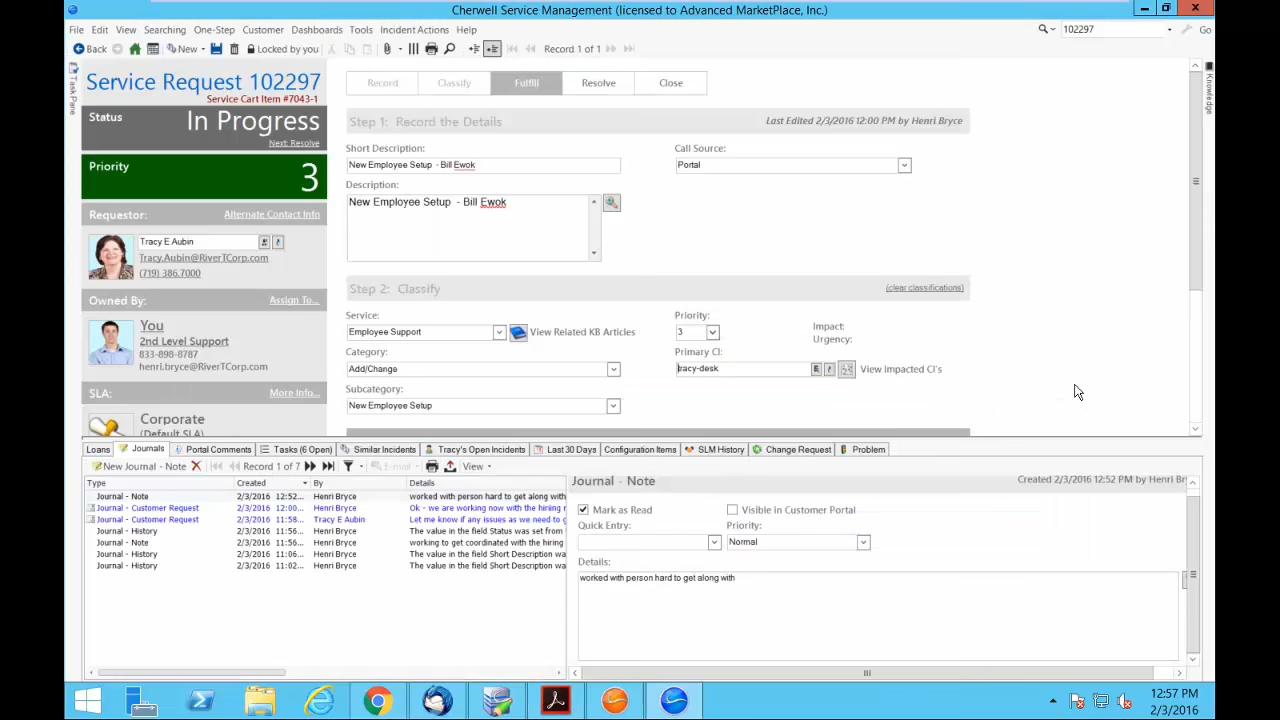 Cherwell Service Management (licensed to Advanced MarketPlace, Inc.)
File Edit View Searching One-Step Customer Dashboards Tools Incident Actions Help
102297
Go
Back New Locked by you Record 1 of 1
TaskPane
Knowledge
Service Request 102297
Service Cart Item #7043-1
Status
In Progress
Next: Resolve
Priority
3
Requestor: Alternate Contact Info
Tracy E Aubin
Tracy.Aubin@RiverTCorp.com
(719) 386.7000
Owned By: Assign To...
You
2nd Level Support
833-898-8787
henri.bryce@RiverTCorp.com
SLA: More Info...
Corporate
(Default SLA)
Record Classify Fulfill Resolve Close
Step 1: Record the Details
Last Edited 2/3/2016 12:00 PM by Henri Bryce
Short Description:
New Employee Setup - Bill Ewok
Call Source:
Portal
Description:
New Employee Setup - Bill Ewok
Step 2: Classify
(clear classifications)
Service:
Employee Support
View Related KB Articles
Priority:
3
Impact:
Urgency:
Category:
Add/Change
Primary CI:
tracy-desk
View Impacted CI's
Subcategory:
New Employee Setup
Loans Journals Portal Comments Tasks (6 Open) Similar Incidents Tracy's Open Incidents Last 30 Days Configuration Items SLM History Change Request Problem
New Journal - Note Record 1 of 7 E-mail View
Type Created By Details
Journal - Note 2/3/2016 12:52... Henri Bryce worked with person hard to get along with
Journal - Customer Request 2/3/2016 12:00... Henri Bryce Ok - we are working now with the hiring r
Journal - Customer Request 2/3/2016 11:58... Tracy E Aubin Let me know if any issues as we need to g
Journal - History 2/3/2016 11:56... Henri Bryce The value in the field Status was set from '
Journal - Note 2/3/2016 11:56... Henri Bryce working to get coordinated with the hiring
Journal - History 2/3/2016 11:06... Henri Bryce The value in the field Short Description wa
Journal - History 2/3/2016 11:02... Henri Bryce The value in the field Short Description wa
Journal - Note
Created 2/3/2016 12:52 PM by Henri Br
Mark as Read
Visible in Customer Portal
Quick Entry:
Priority:
Normal
Details:
worked with person hard to get along with
12:57 PM
2/3/2016